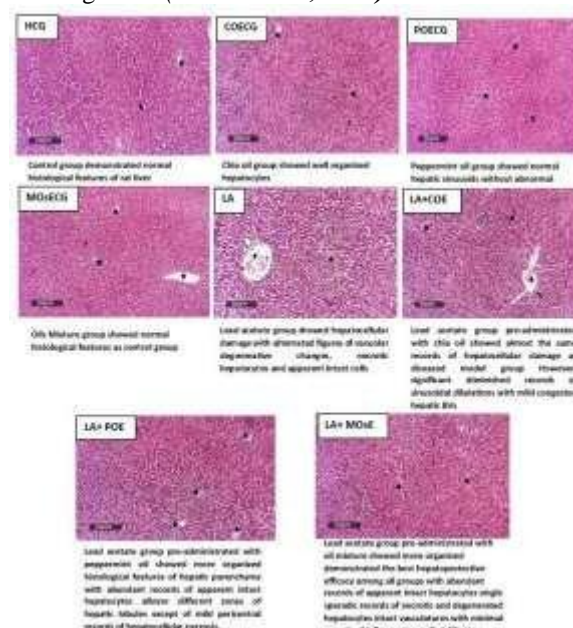 HCG
COECG
POECG
Control group demonstrated normal
histological features of rat liver
Chia oil group showed well organized
hepatocytes
Peppermint oil group showed normal
hepatic sinusoids without abnormal
MOsECG
LA
LA+COE
Oils Mixture group showed normal
histological features as control group
Lead acetate group showed hepatocellular
damage with alternated figures of vacuolar
degenerative changes, necrotic
hepatocytes and apparent intact cells
Lead acetate group pre-administrated
with chia oil showed almost the same
records of hepatocellular damage
diseased model group However,
significant diminished records
sinusoidal dilatations with mild congested
hepatic
LA+ POE
LA+ MOsE
Lead acetate group pre-administrated with
peppermint oil showed more organized
histological features of hepatic parenchyma
with abundant records of apparent intact
hepatocytes different zones of
hepatic lobules except of mild
records of hepatocellular necrosis
Lead acetate group pre-administrated with
oil mixture showed more organized
demonstrated the best hepatoprotective
efficacy among all groups with abundant
records of apparent intact hepatocytes single
sporadic records of necrotic and degenerated
hepatocytes intact vasculatures with minimal